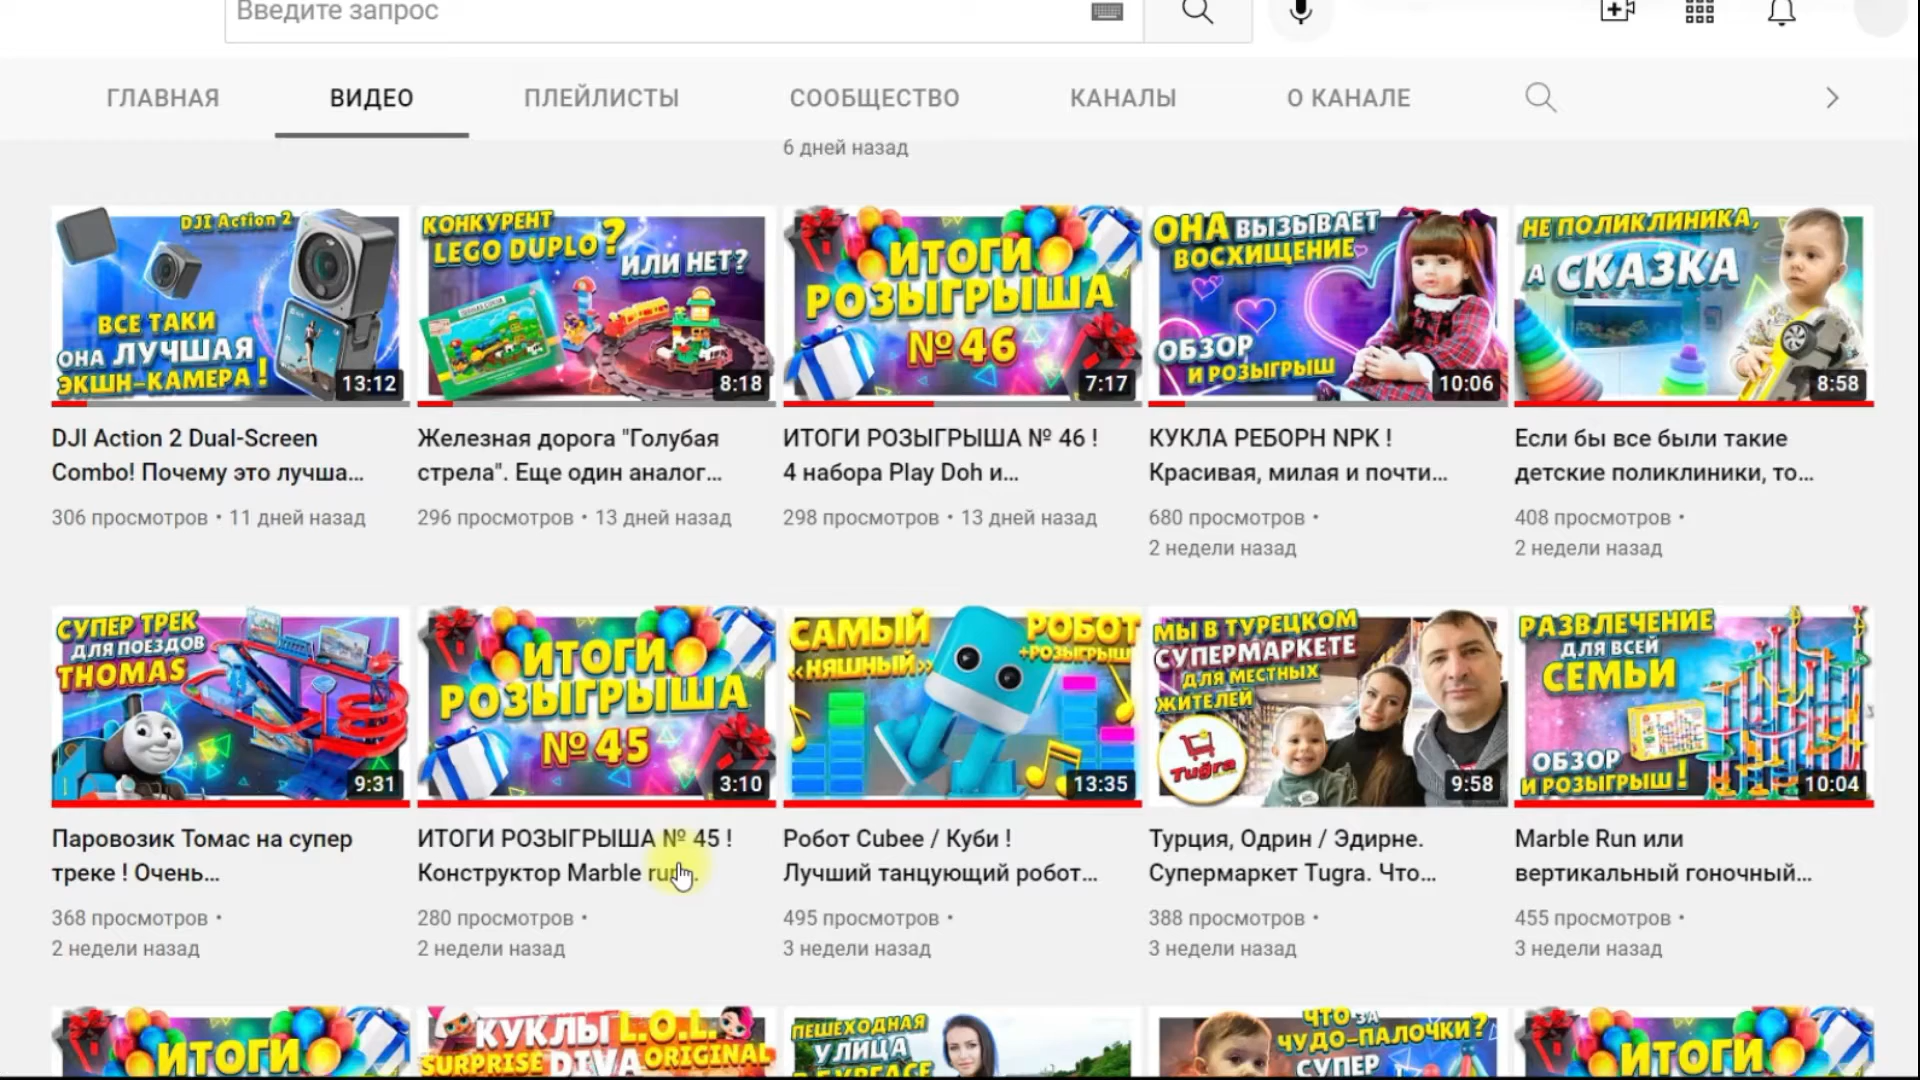 Введите запрос
ГЛАВНАЯ
ВИДЕО
ПЛЕЙЛИСТЫ
СООБЩЕСТВО
КАНАЛЫ
О КАНАЛЕ
6 дней назад
DJI Action 2
ВСЕ ТАКИ
ОНА ЛУЧШАЯ
ЭКШН-КАМЕРА !
13:12
КОНКУРЕНТ
LEGO DUPLO ?
ИЛИ НЕТ?
8:18
ИТОГИ
РОЗЫГРЫША
№ 46
7:17
ОНА ВЫЗЫВАЕТ
ВОСХИЩЕНИЕ
ОБЗОР
И РОЗЫГРЫШ
10:06
НЕ ПОЛИКЛИНИКА,
А СКАЗКА
8:58
DJI Action 2 Dual-Screen
Combo! Почему это лучша...
306 просмотров • 11 дней назад
Железная дорога "Голубая
стрела". Еще один аналог...
296 просмотров • 13 дней назад
ИТОГИ РОЗЫГРЫША № 46 !
4 набора Play Doh и...
298 просмотров • 13 дней назад
КУКЛА РЕБОРН NPK !
Красивая, милая и почти...
680 просмотров •
2 недели назад
Если бы все были такие
детские поликлиники, то...
408 просмотров •
2 недели назад
СУПЕР ТРЕК
ДЛЯ ПОЕЗДОВ
THOMAS
9:31
ИТОГИ
РОЗЫГРЫША
№ 45
3:10
САМЫЙ
«НЯШНЫЙ»
РОБОТ
+РОЗЫГРЫШ
13:35
МЫ В ТУРЕЦКОМ
СУПЕРМАРКЕТЕ
ДЛЯ МЕСТНЫХ
ЖИТЕЛЕЙ
Tuğra
9:58
РАЗВЛЕЧЕНИЕ
ДЛЯ ВСЕЙ
СЕМЬИ
ОБЗОР
И РОЗЫГРЫШ !
10:04
Паровозик Томас на супер
треке ! Очень...
368 просмотров •
2 недели назад
ИТОГИ РОЗЫГРЫША № 45 !
Конструктор Marble
280 просмотров •
2 недели назад
Робот Cubee / Куби !
Лучший танцующий робот...
495 просмотров •
3 недели назад
Турция, Одрин / Эдирне.
Супермаркет Tugra. Что...
388 просмотров •
3 недели назад
Marble Run или
вертикальный гоночный...
455 просмотров •
3 недели назад
ИТОГИ
КУКЛЫ L.O.L.
SURPRISE DIVA ORIGINAL
ПЕШЕХОДНАЯ
УЛИЦА
В БУРГАСЕ
ЧТО ЗА
ЧУДО-ПАЛОЧКИ?
СУПЕР
ИТОГИ